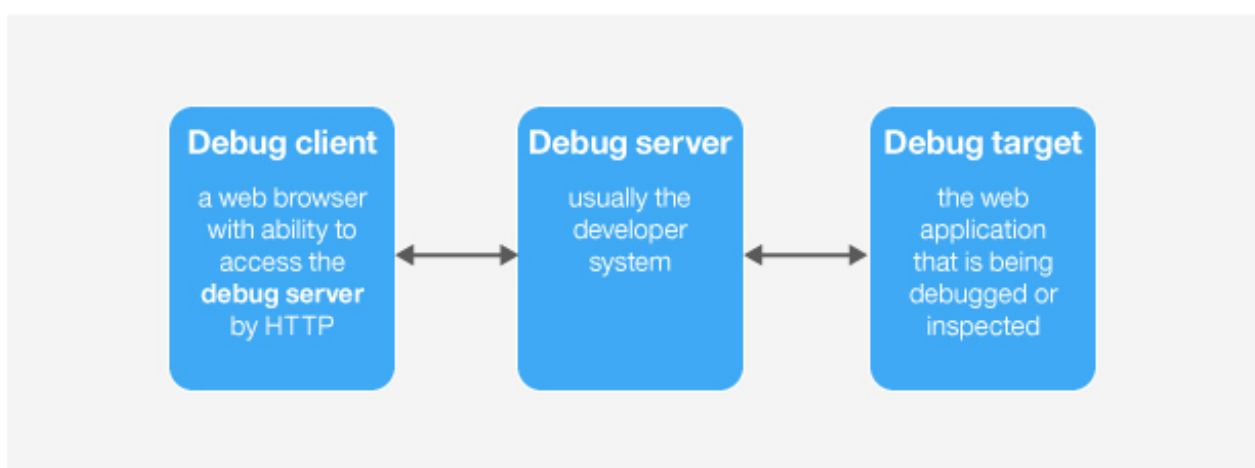 Debug client
a web browser
with ability to
access the
debug server
by HTTP
Debug server
usually the
developer
system
Debug target
the web
application
that is being
debugged or
inspected